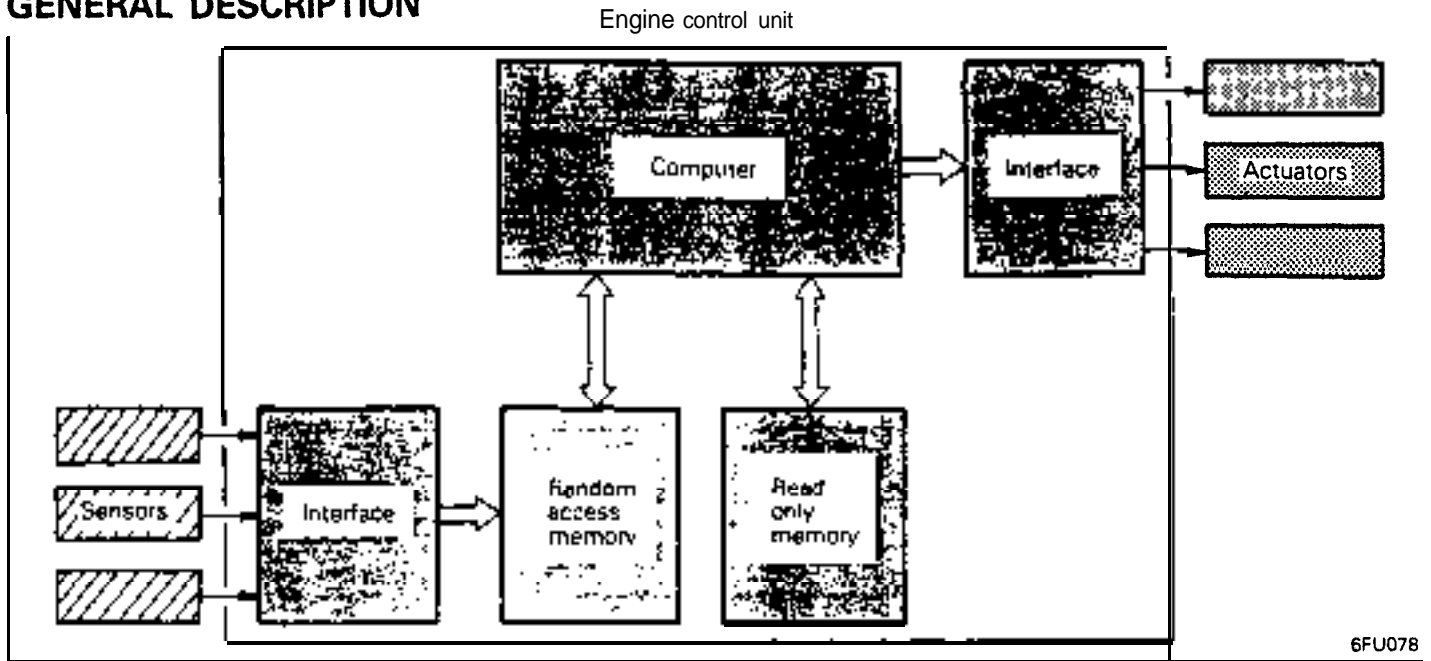 GENERAL DESCRIPTION
Engine control unit
Computer
Interface
Actuators
Sensors
Interface
Random
access
memory
Read
only
memory
6FU078